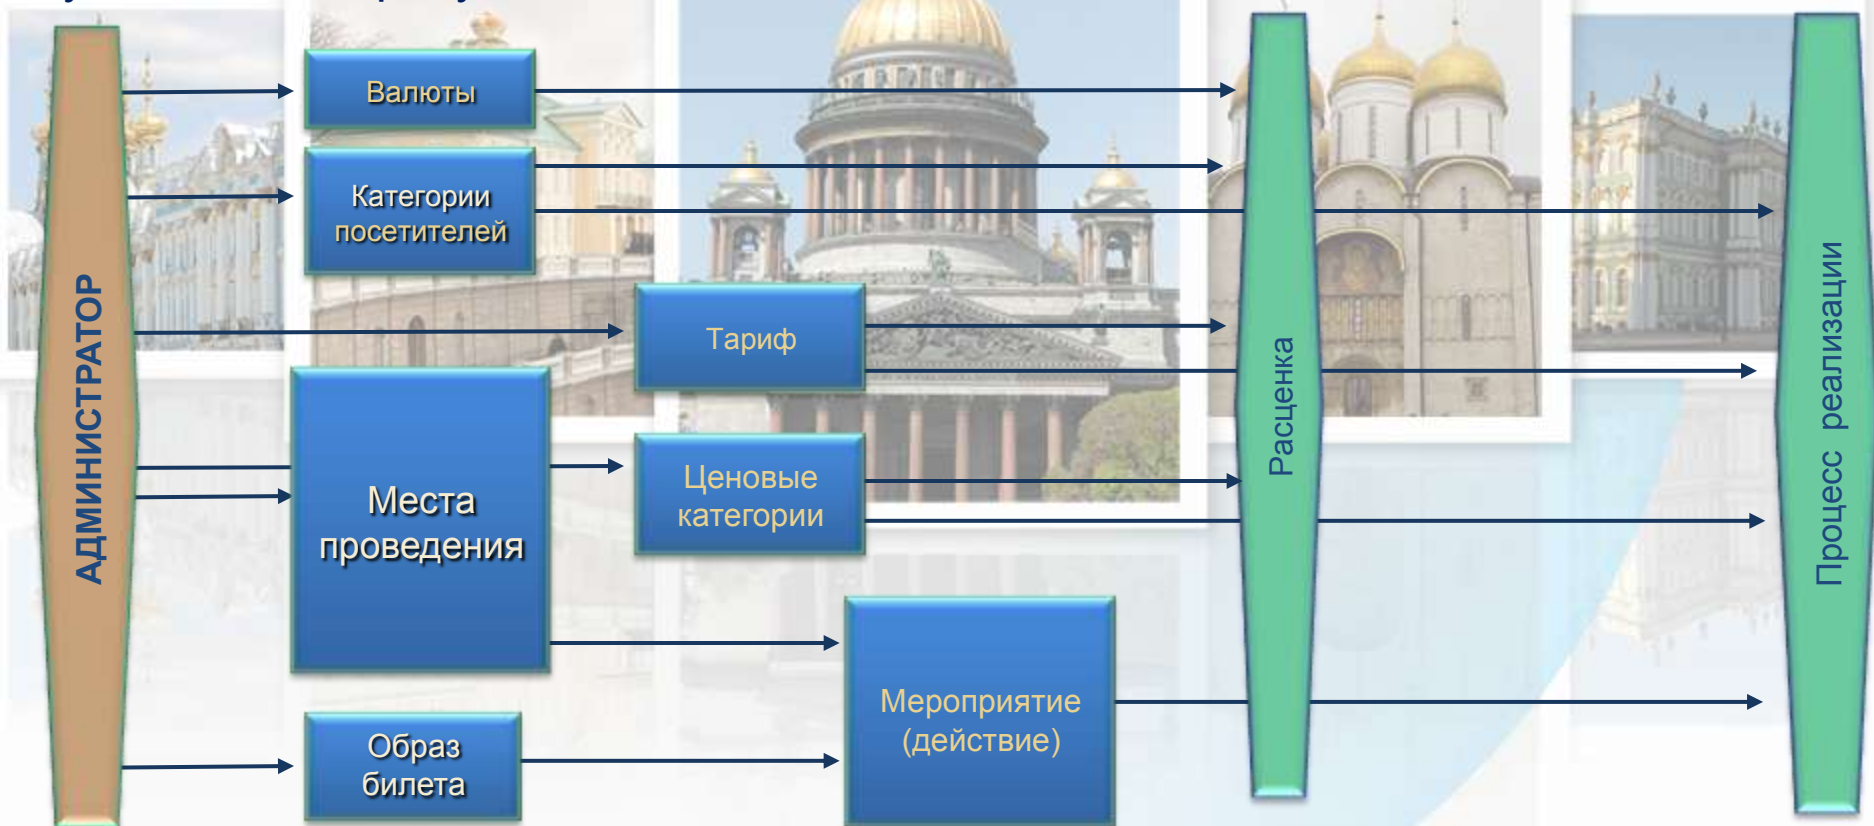 АДМИНИСТРАТОР
Валюты
Категории
посетителей
Тариф
Места
проведения
Ценовые
категории
Образ
билета
Мероприятие
(действие)
Расценка
Процесс реализации